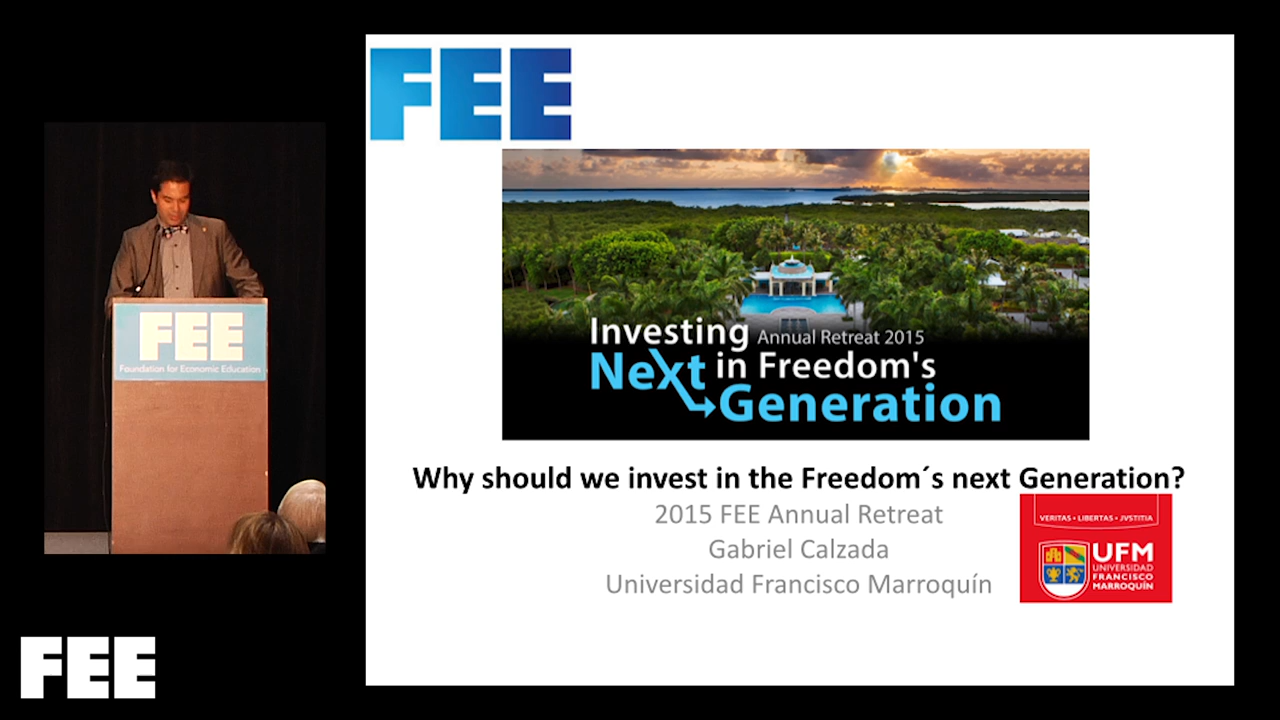 FEE
Investing Annual Retreat 2015
Next in Freedom's
Generation
Why should we invest in the Freedom´s next Generation?
2015 FEE Annual Retreat
Gabriel Calzada
Universidad Francisco Marroquín
VERITAS • LIBERTAS • JVSTITIA
UFM
UNIVERSIDAD
FRANCISCO
MARROQUÍN
FEE
Foundation for Economic Education
FEE